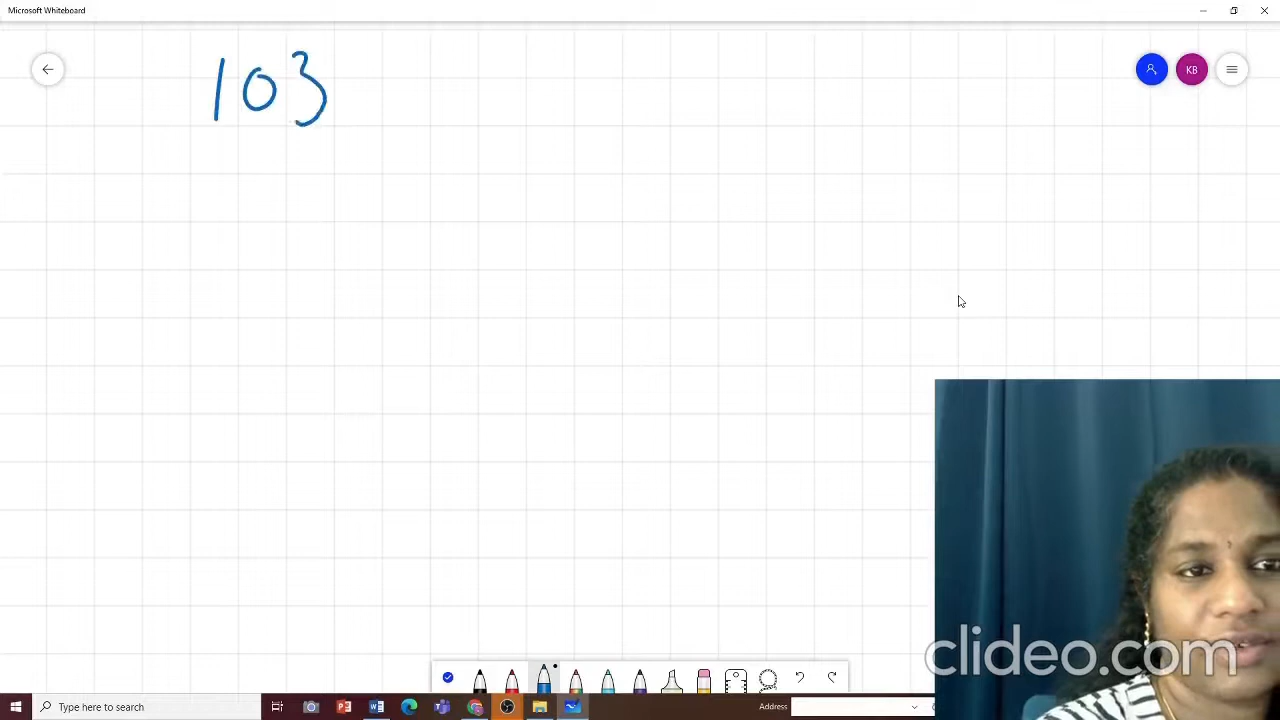 Microsoft Whiteboard
103
KB
clideo.com
Type here to search
Address